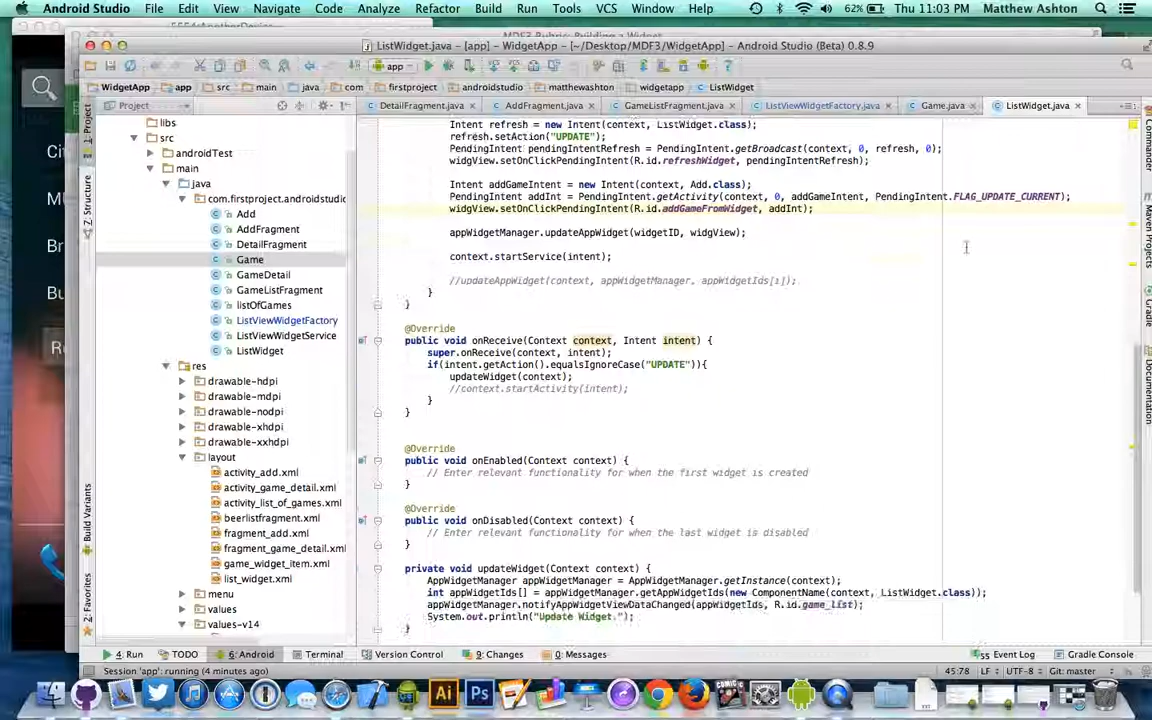 Android Studio File Edit View Navigate Code Analyze Refactor Build Run Tools VCS Window Help 62% Thu 11:03 PM Matthew Ashton
ListWidget.java - [app] - WidgetApp - [~/Desktop/MDF3/WidgetApp] - Android Studio (Beta) 0.8.9
app
WidgetApp app src main java com firstproject androidstudio matthewashton widgetapp ListWidget
Project
DetailFragment.java AddFragment.java GameListFragment.java ListViewWidgetFactory.java Game.java ListWidget.java
libs
src
androidTest
main
java
com.firstproject.androidstudio
Add
AddFragment
DetailFragment
Game
GameDetail
GameListFragment
listOfGames
ListViewWidgetFactory
ListViewWidgetService
ListWidget
res
drawable-hdpi
drawable-mdpi
drawable-nodpi
drawable-xhdpi
drawable-xxhdpi
layout
activity_add.xml
activity_game_detail.xml
activity_list_of_games.xml
beerlistfragment.xml
fragment_add.xml
fragment_game_detail.xml
game_widget_item.xml
list_widget.xml
menu
values
values-v14
Intent refresh = new Intent(context, ListWidget.class);
refresh.setAction("UPDATE");
PendingIntent pendingIntentRefresh = PendingIntent.getBroadcast(context, 0, refresh, 0);
widgView.setOnClickPendingIntent(R.id.refreshWidget, pendingIntentRefresh);
Intent addGameIntent = new Intent(context, Add.class);
PendingIntent addInt = PendingIntent.getActivity(context, 0, addGameIntent, PendingIntent.FLAG_UPDATE_CURRENT);
widgView.setOnClickPendingIntent(R.id.addGameFromWidget, addInt);
appWidgetManager.updateAppWidget(widgetID, widgView);
context.startService(intent);
//updateAppWidget(context, appWidgetManager, appWidgetIds[i]);
}
}
@Override
public void onReceive(Context context, Intent intent) {
super.onReceive(context, intent);
if(intent.getAction().equalsIgnoreCase("UPDATE")){
updateWidget(context);
//context.startActivity(intent);
}
}
@Override
public void onEnabled(Context context) {
// Enter relevant functionality for when the first widget is created
}
@Override
public void onDisabled(Context context) {
// Enter relevant functionality for when the last widget is disabled
}
private void updateWidget(Context context) {
AppWidgetManager appWidgetManager = AppWidgetManager.getInstance(context);
int appWidgetIds[] = appWidgetManager.getAppWidgetIds(new ComponentName(context, ListWidget.class));
appWidgetManager.notifyAppWidgetViewDataChanged(appWidgetIds, R.id.game_list);
System.out.println("Update Widget.");
}
1: Project
7: Structure
Build Variants
2: Favorites
Commander
Maven Projects
Gradle
Documentation
4: Run TODO 6: Android Terminal Version Control 9: Changes 0: Messages Event Log Gradle Console
Session 'app': running (4 minutes ago) 45:78 LF UTF-8 Git: master